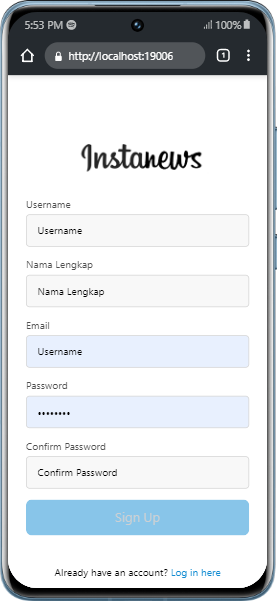 5:53 PM
100%
http://localhost:19006
1
Instanews
Username
Username
Nama Lengkap
Nama Lengkap
Email
Username
Password
••••••••
Confirm Password
Confirm Password
Sign Up
Already have an account? Log in here